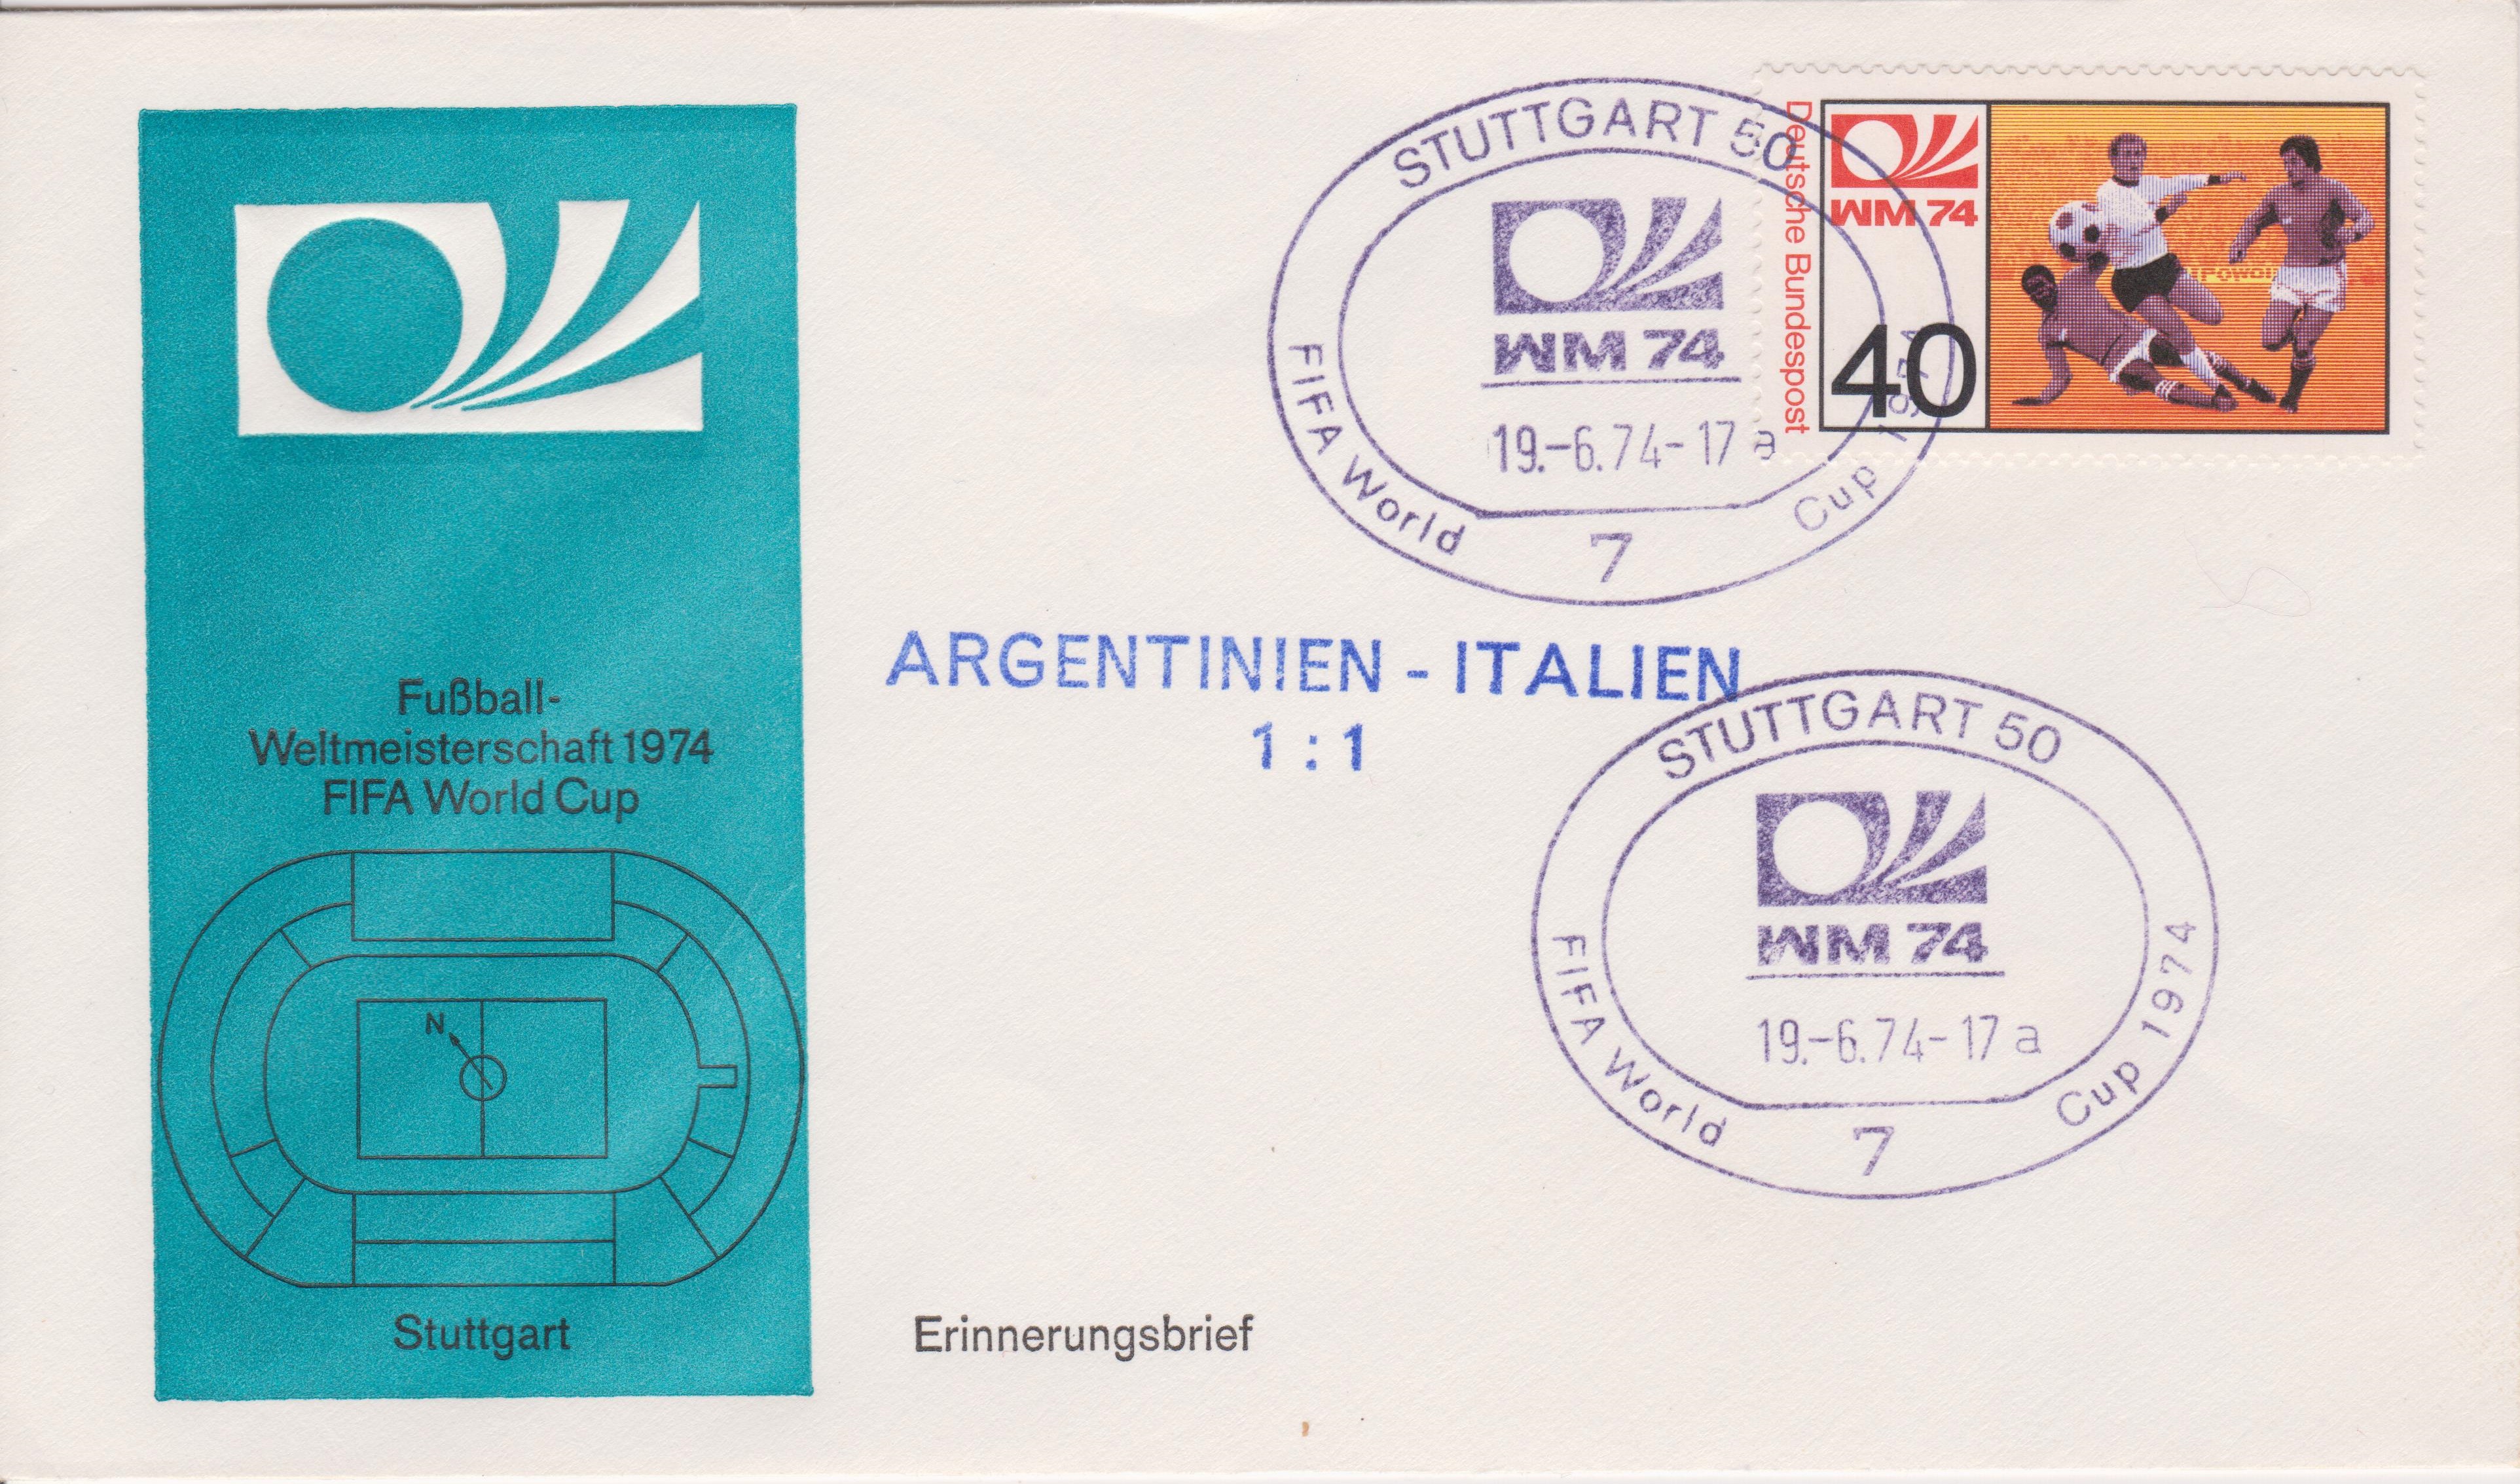 STUTTGART 50
WM 74
19.-6.74-17 a
FIFA World Cup 1974
7
Deutsche Bundespost
WM 74
40
ARGENTINIEN - ITALIEN
1 : 1
Fußball-
Weltmeisterschaft 1974
FIFA World Cup
N
Stuttgart
STUTTGART 50
WM 74
19.-6.74-17 a
FIFA World Cup 1974
7
Erinnerungsbrief